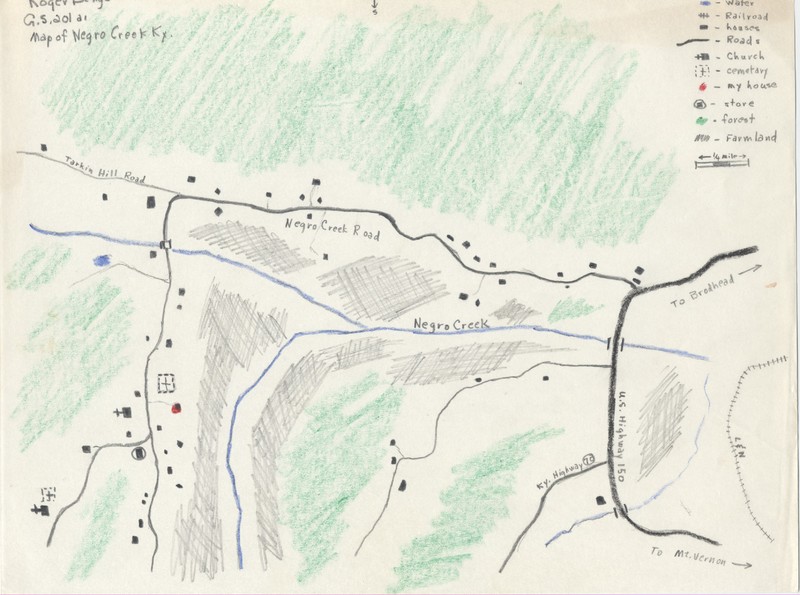 Roger
G.S. 201 a1
Map of Negro Creek Ky.
S
- Water
- Railroad
- houses
- Roads
- Church
- cemetary
- my house
- store
- forest
- Farmland
¼ mile
Tarkin Hill Road
Negro Creek Road
To Brodhead
Negro Creek
U.S. Highway 150
L & N
Ky. Highway 70
To Mt. Vernon